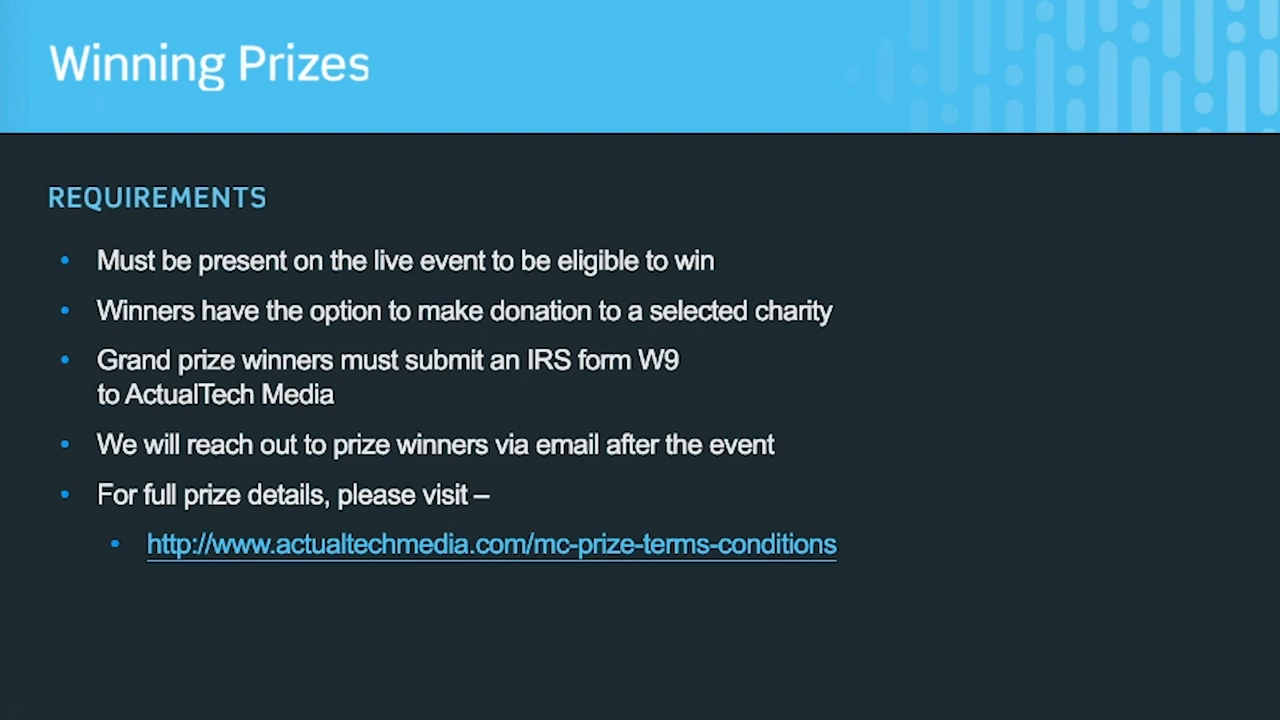 Winning Prizes
REQUIREMENTS
• Must be present on the live event to be eligible to win
• Winners have the option to make donation to a selected charity
• Grand prize winners must submit an IRS form W9
to ActualTech Media
• We will reach out to prize winners via email after the event
• For full prize details, please visit –
• http://www.actualtechmedia.com/mc-prize-terms-conditions